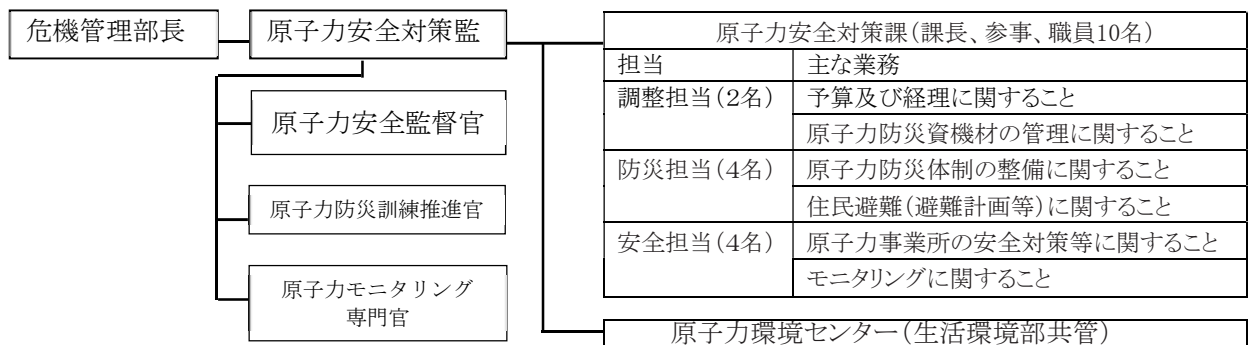 危機管理部長
原子力安全対策監
原子力安全監督官
原子力防災訓練推進官
原子力モニタリング
専門官
原子力安全対策課(課長、参事、職員10名)
担当 主な業務
調整担当(2名) 予算及び経理に関すること
原子力防災資機材の管理に関すること
防災担当(4名) 原子力防災体制の整備に関すること
住民避難(避難計画等)に関すること
安全担当(4名) 原子力事業所の安全対策等に関すること
モニタリングに関すること
原子力環境センター(生活環境部共管)